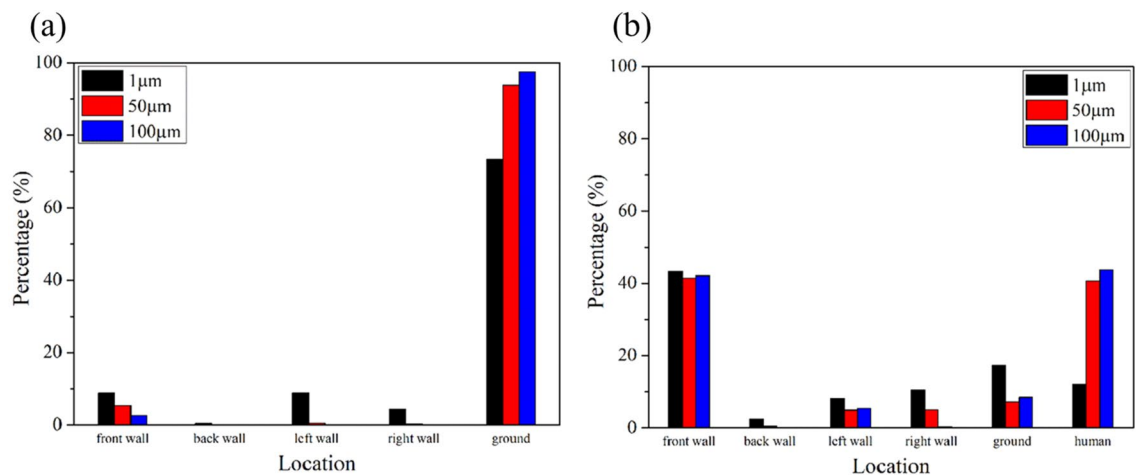 (a)
100
80
60
40
20
0
Percentage (%)
1μm
50μm
100μm
front wall back wall left wall right wall ground
Location
(b)
100
80
60
40
20
0
Percentage (%)
1μm
50μm
100μm
front wall back wall left wall right wall ground human
Location